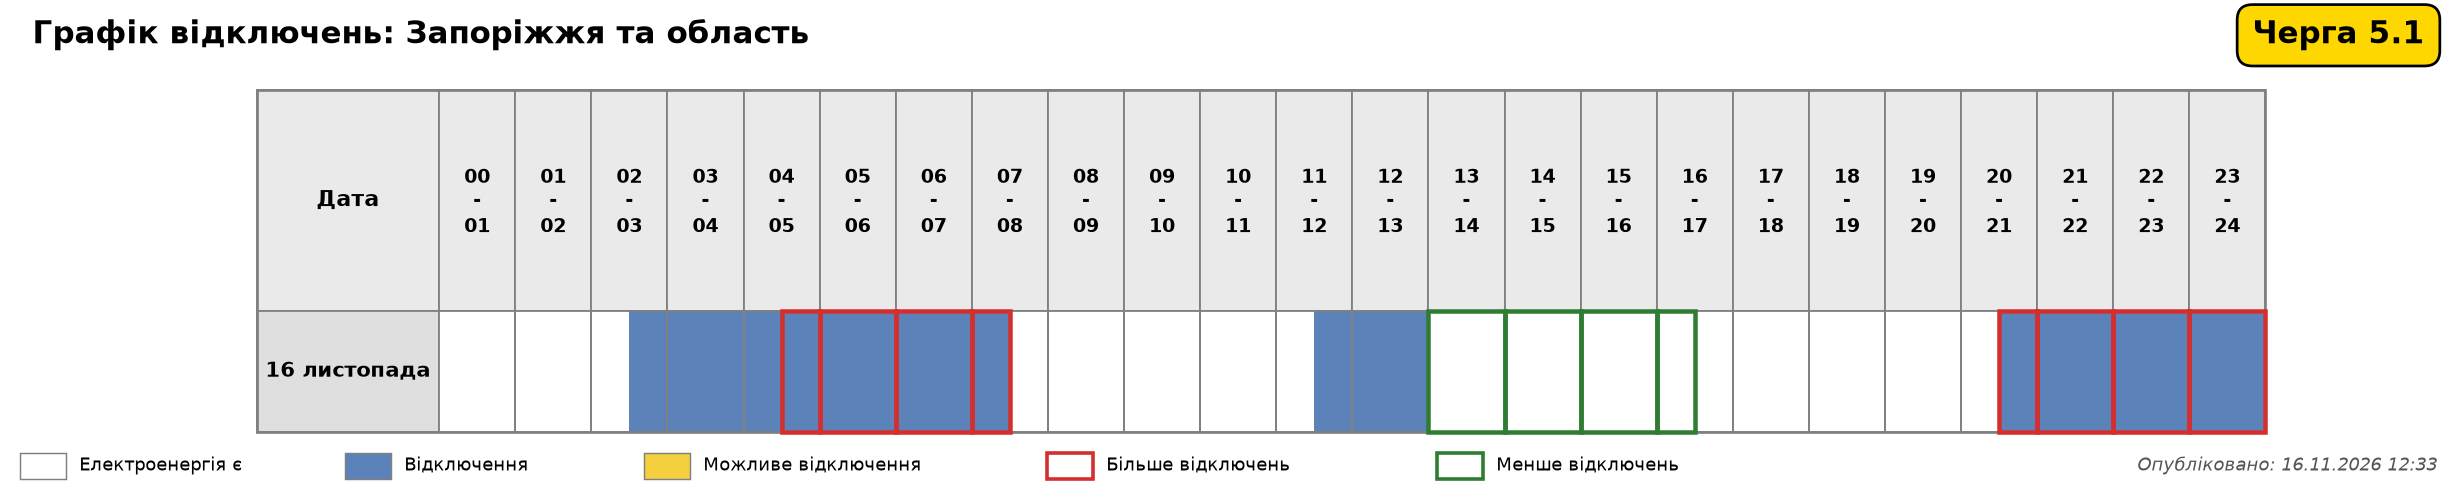 Графік відключень: Запоріжжя та область
Черга 5.1
Дата
00 - 01
01 - 02
02 - 03
03 - 04
04 - 05
05 - 06
06 - 07
07 - 08
08 - 09
09 - 10
10 - 11
11 - 12
12 - 13
13 - 14
14 - 15
15 - 16
16 - 17
17 - 18
18 - 19
19 - 20
20 - 21
21 - 22
22 - 23
23 - 24
16 листопада
Електроенергія є
Відключення
Можливе відключення
Більше відключень
Менше відключень
Опубліковано: 16.11.2026 12:33